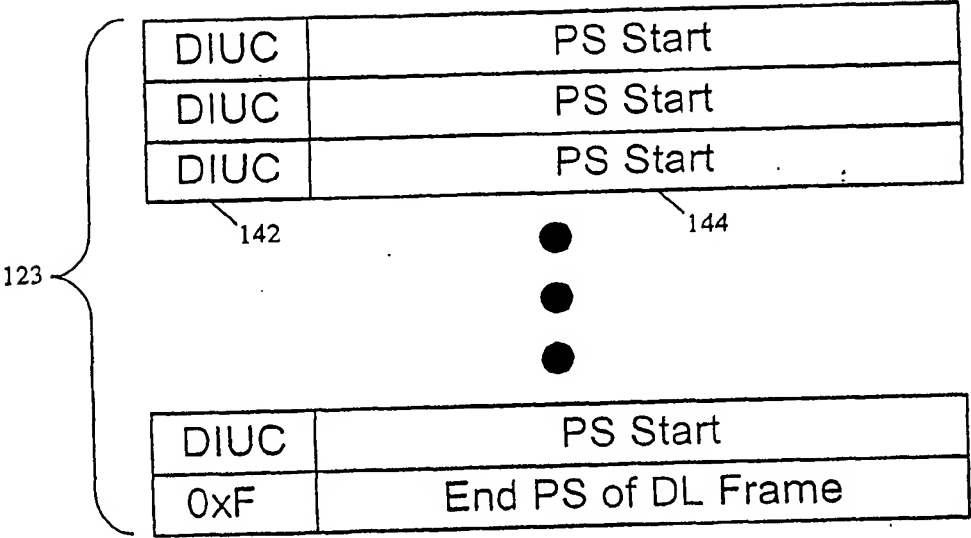 DIUC PS Start
DIUC PS Start
DIUC PS Start
142 144
123
DIUC PS Start
0xF End PS of DL Frame